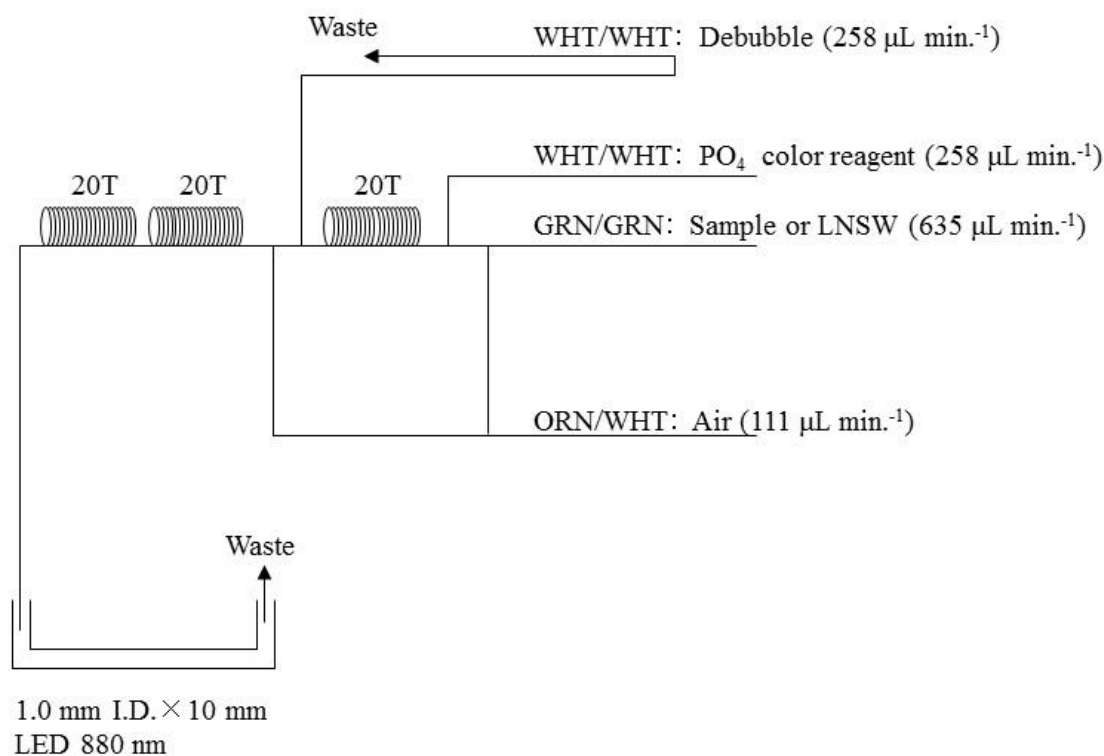 Waste
WHT/WHT: Debubble (258 μL min.⁻¹)
WHT/WHT: PO₄ color reagent (258 μL min.⁻¹)
20T 20T 20T
GRN/GRN: Sample or LNSW (635 μL min.⁻¹)
ORN/WHT: Air (111 μL min.⁻¹)
Waste
1.0 mm I.D.×10 mm
LED 880 nm